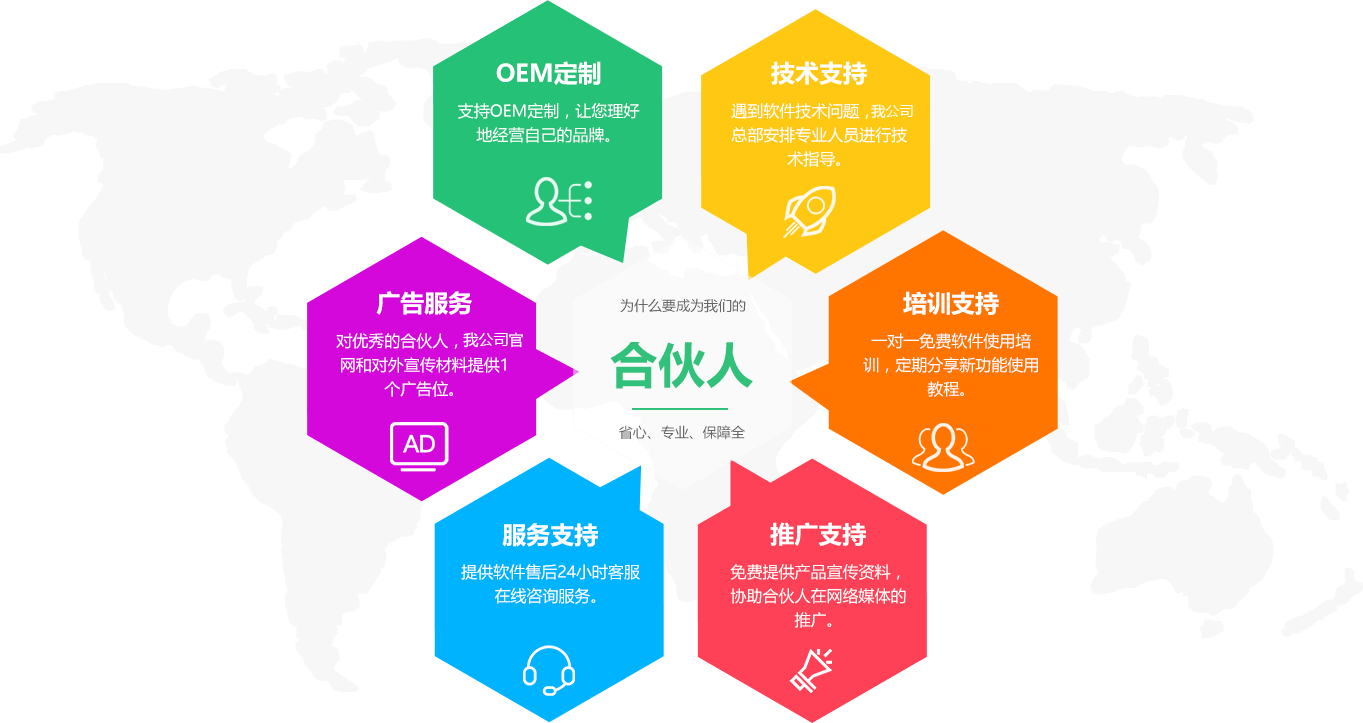 OEM定制
支持OEM定制，让您理好
地经营自己的品牌。
技术支持
遇到软件技术问题，我公司
总部安排专业人员进行技
术指导。
广告服务
对优秀的合伙人，我公司官
网和对外宣传材料提供1
个广告位。
AD
为什么要成为我们的
合伙人
省心、专业、保障全
培训支持
一对一免费软件使用培
训，定期分享新功能使用
教程。
服务支持
提供软件售后24小时客服
在线咨询服务。
推广支持
免费提供产品宣传资料，
协助合伙人在网络媒体的
推广。